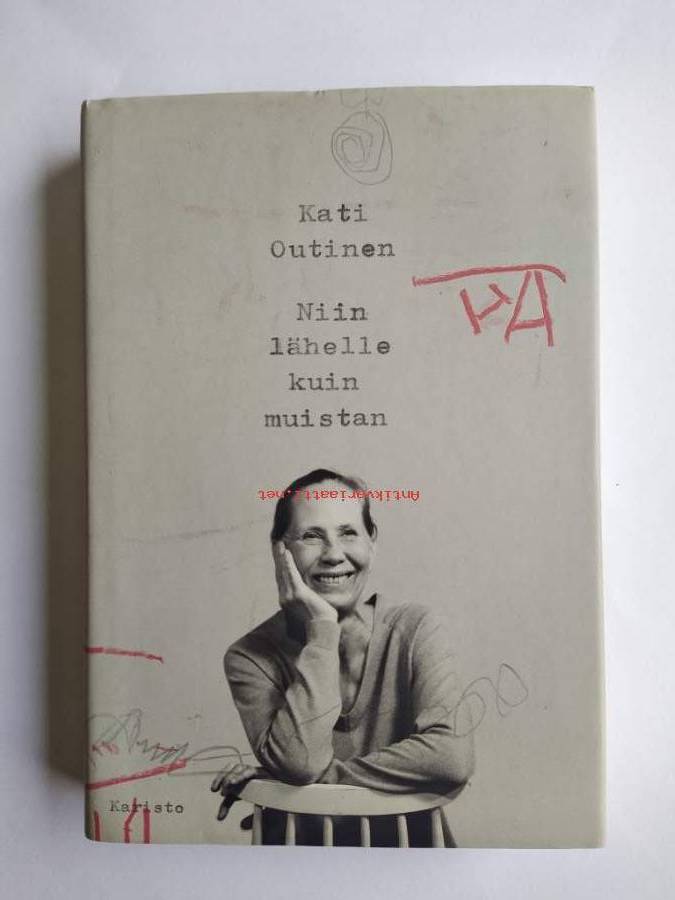 Kati
Outinen
Niin
lähelle
kuin
muistan
Antikvariaatti.net
Karisto